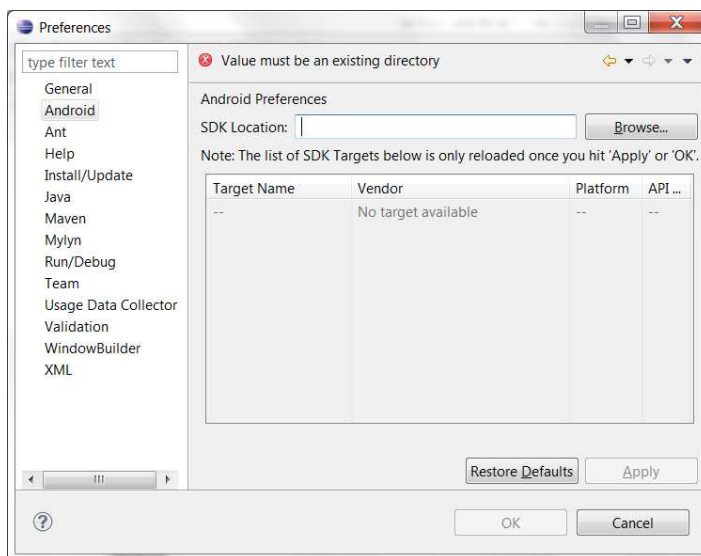 Preferences
type filter text
Value must be an existing directory
General
Android
Ant
Help
Install/Update
Java
Maven
Mylyn
Run/Debug
Team
Usage Data Collector
Validation
WindowBuilder
XML
Android Preferences
SDK Location:
Browse...
Note: The list of SDK Targets below is only reloaded once you hit 'Apply' or 'OK'.
Target Name Vendor Platform API ...
-- No target available -- --
Restore Defaults Apply
OK Cancel